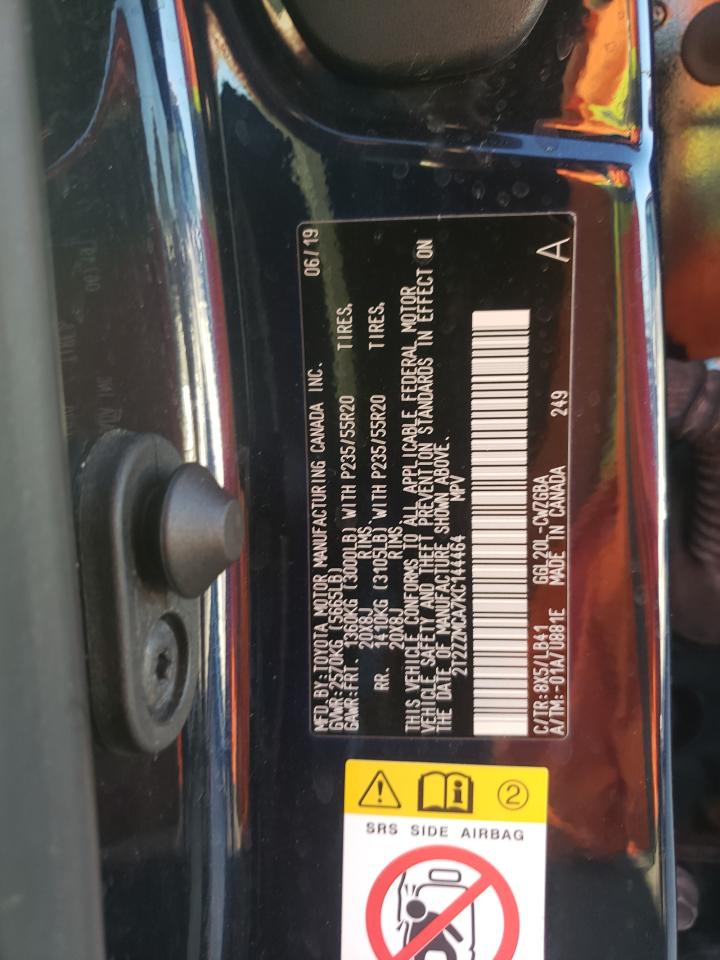 MFD.BY:TOYOTA MOTOR MANUFACTURING CANADA INC. 06/19
GVWR:2570KG (5665LB)
GAWR:FRT. 1360KG (3000LB) WITH P235/55R20 TIRES,
20X8J RIMS,
RR. 1410KG (3105LB) WITH P235/55R20 TIRES,
20X8J RIMS,
THIS VEHICLE CONFORMS TO ALL APPLICABLE FEDERAL MOTOR
VEHICLE SAFETY AND THEFT PREVENTION STANDARDS IN EFFECT ON
THE DATE OF MANUFACTURE SHOWN ABOVE.
2T2ZZMCA7KC144464 MPV
C/TR:8X5/LB41 GGL20L-CWZGBA 249 A
A/TM:-01A/U881E MADE IN CANADA
2
SRS SIDE AIRBAG